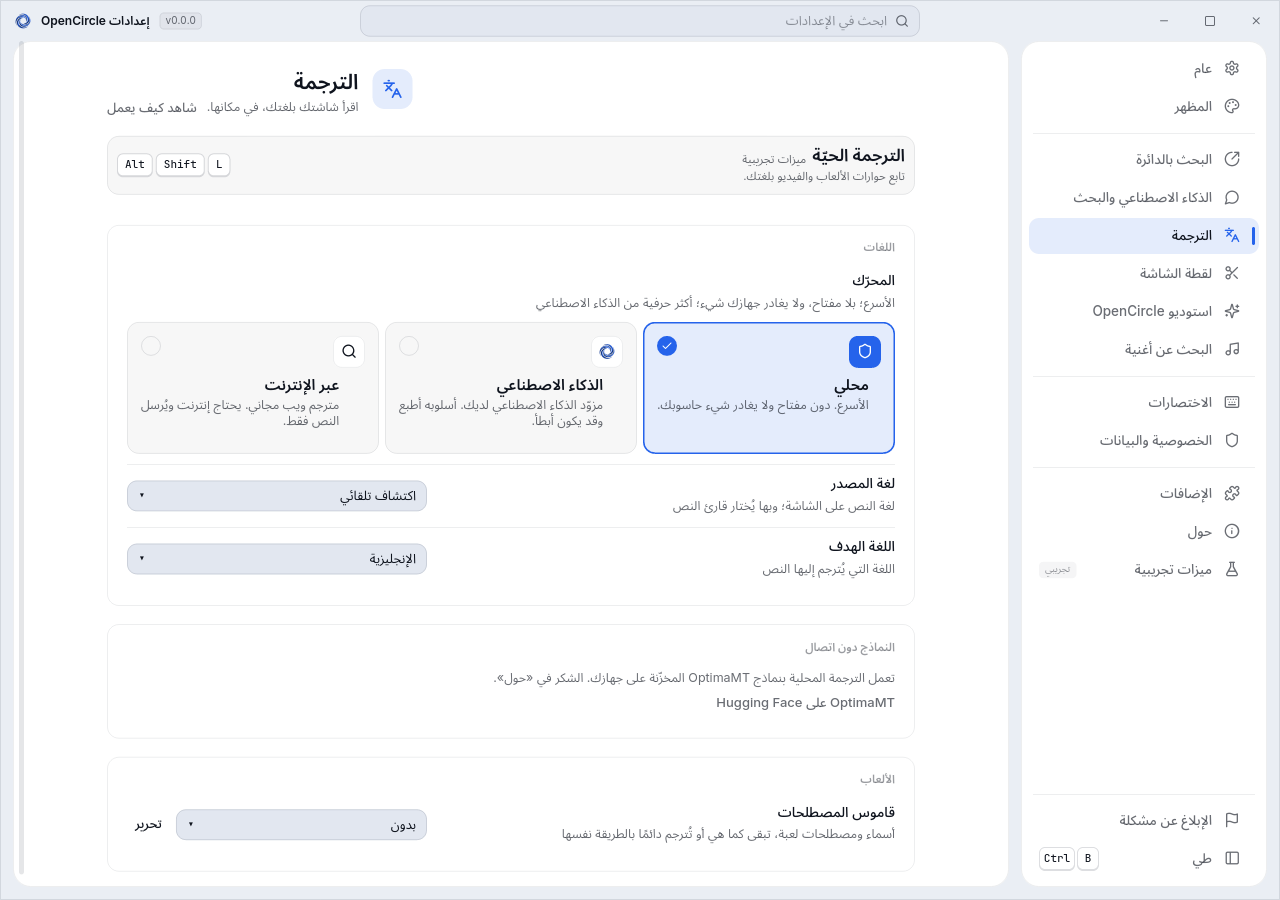 إعدادات OpenCircle
v0.0.0
ابحث في الإعدادات
عام
المظهر
البحث بالدائرة
الذكاء الاصطناعي والبحث
الترجمة
لقطة الشاشة
استوديو OpenCircle
البحث عن أغنية
الاختصارات
الخصوصية والبيانات
الإضافات
حول
ميزات تجريبية
تجريبي
الإبلاغ عن مشكلة
طي
Ctrl B
الترجمة
اقرأ شاشتك بلغتك، في مكانها. شاهد كيف يعمل
الترجمة الحيّة ميزات تجريبية
تابع حوارات الألعاب والفيديو بلغتك.
Alt Shift L
اللغات
المحرّك
الأسرع؛ بلا مفتاح، ولا يغادر جهازك شيء؛ أكثر حرفية من الذكاء الاصطناعي
محلي
الأسرع. دون مفتاح ولا يغادر شيء حاسوبك.
الذكاء الاصطناعي
مزوّد الذكاء الاصطناعي لديك. أسلوبه أطبع
وقد يكون أبطأ.
عبر الإنترنت
مترجم ويب مجاني. يحتاج إنترنت ويُرسل
النص فقط.
لغة المصدر
لغة النص على الشاشة؛ وبها يُختار قارئ النص
اكتشاف تلقائي
اللغة الهدف
اللغة التي يُترجم إليها النص
الإنجليزية
النماذج دون اتصال
تعمل الترجمة المحلية بنماذج OptimaMT المخزّنة على جهازك. الشكر في «حول».
OptimaMT على Hugging Face
الألعاب
قاموس المصطلحات
أسماء ومصطلحات لعبة، تبقى كما هي أو تُترجم دائمًا بالطريقة نفسها
بدون
تحرير